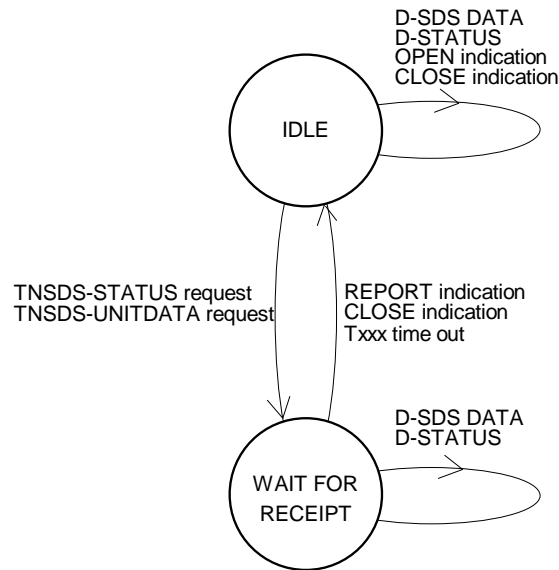 D-SDS DATA
D-STATUS
OPEN indication
CLOSE indication
IDLE
TNSDS-STATUS request
TNSDS-UNITDATA request
REPORT indication
CLOSE indication
Txxx time out
D-SDS DATA
D-STATUS
WAIT FOR
RECEIPT